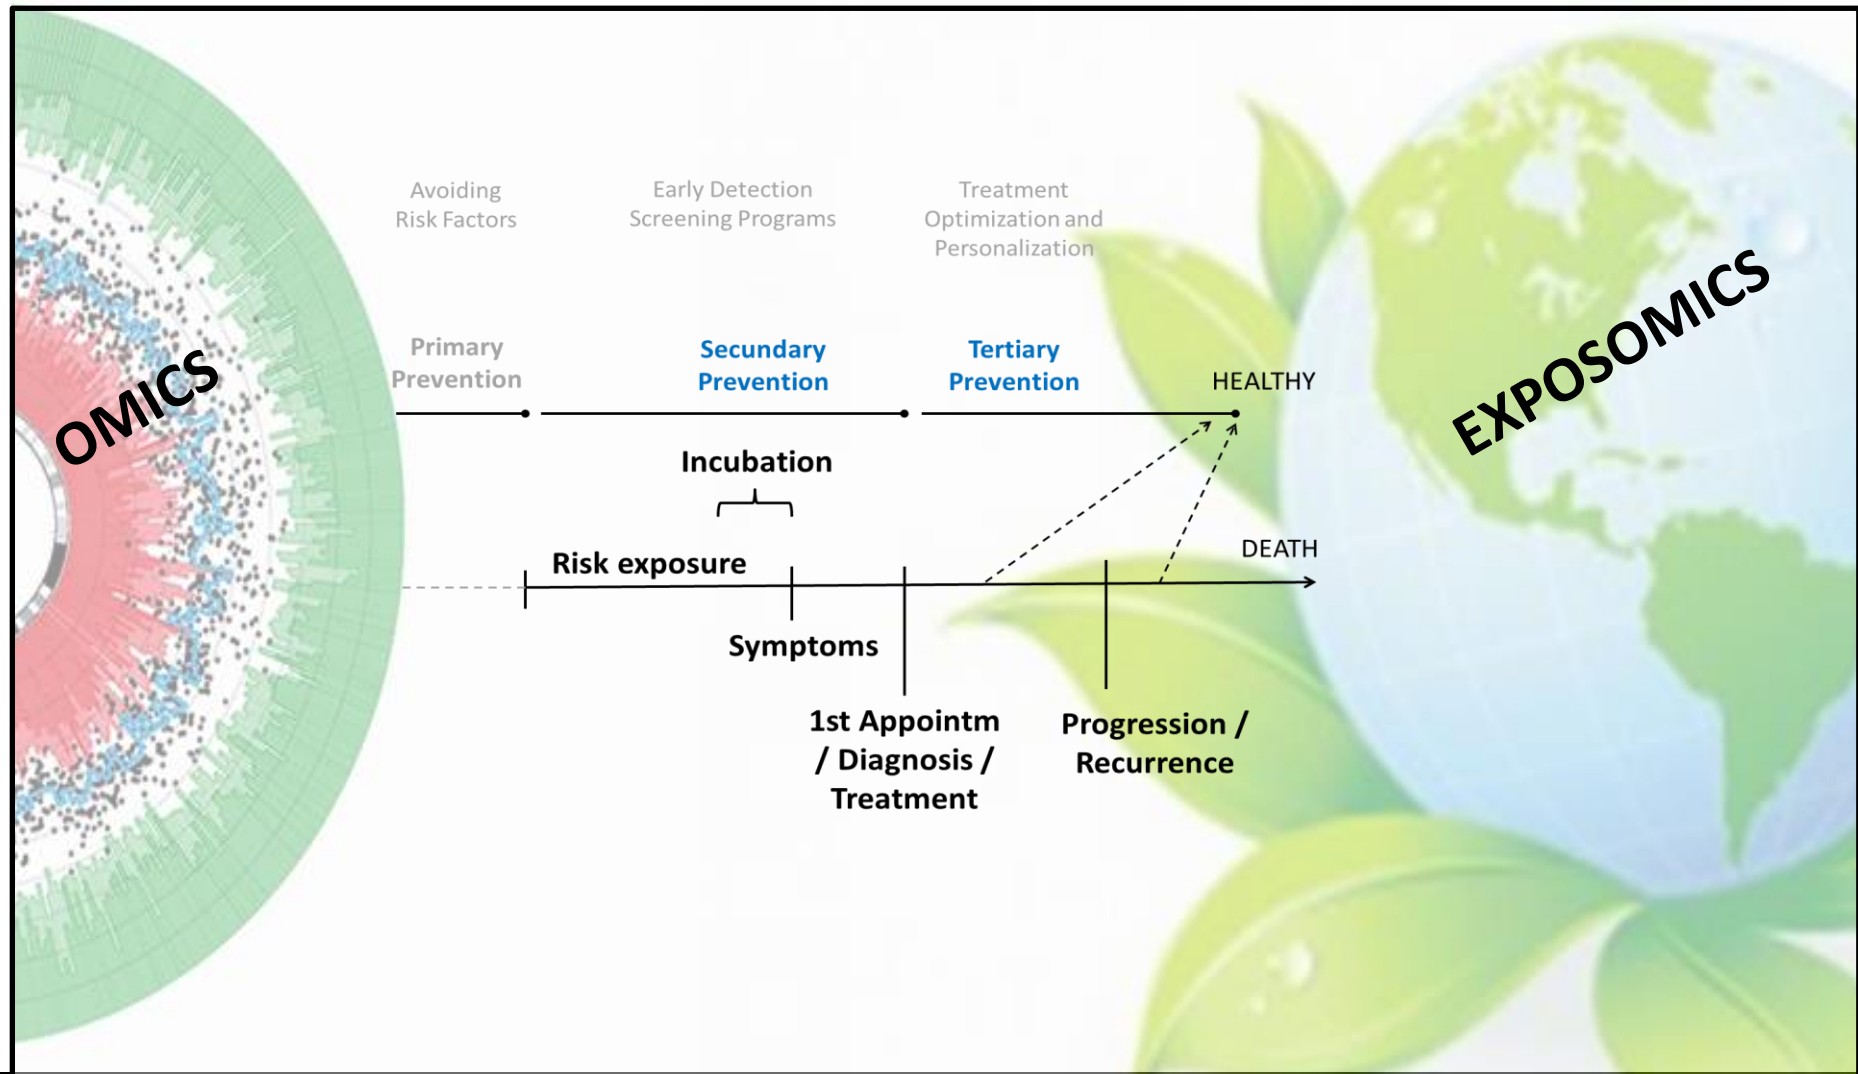 Avoiding
Risk Factors
Early Detection
Screening Programs
Treatment
Optimization and
Personalization
Primary
Prevention
Secundary
Prevention
Tertiary
Prevention
HEALTHY
OMICS
EXPOSOMICS
Incubation
Risk exposure
DEATH
Symptoms
1st Appointm
/ Diagnosis /
Treatment
Progression /
Recurrence